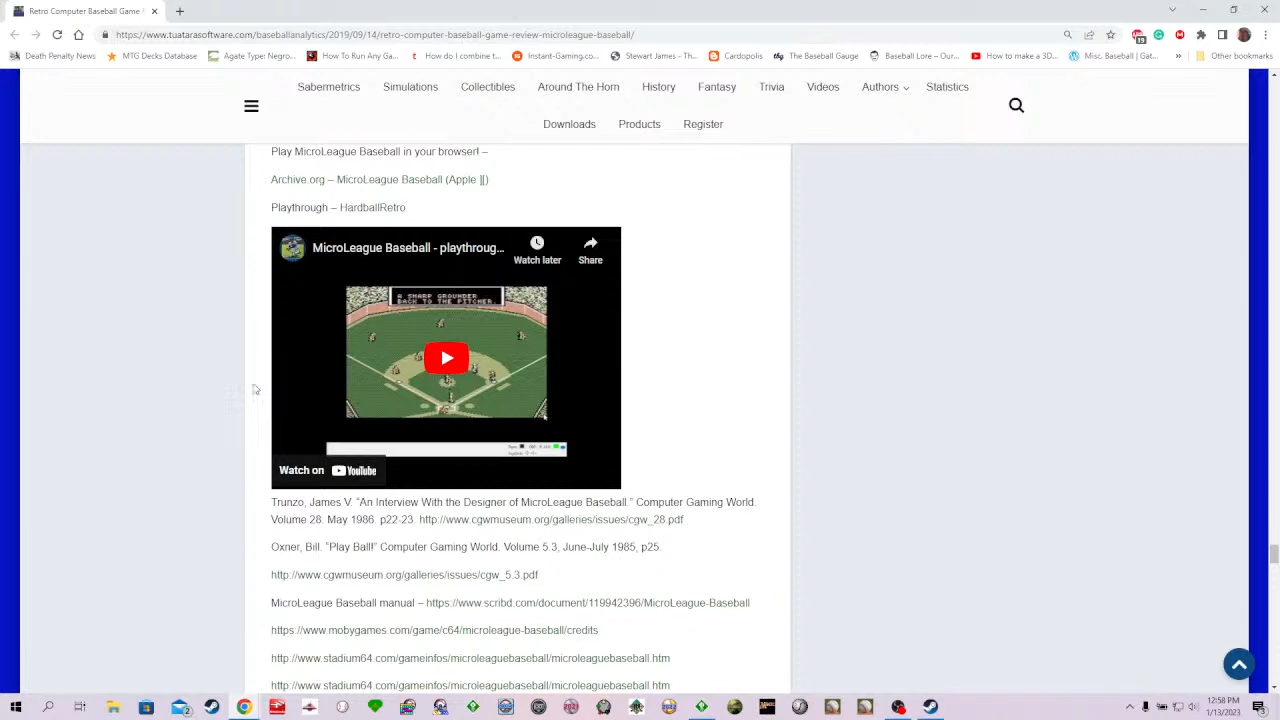 Retro Computer Baseball Game
https://www.tuatarasoftware.com/baseballanalytics/2019/09/14/retro-computer-baseball-game-review-microleague-baseball/
Death Penalty News
MTG Decks Database
Agate Type: Negro...
How To Run Any Ga...
How do I combine t...
Instant-Gaming.co...
Stewart James - Th...
Cardopolis
The Baseball Gauge
Baseball Lore – Our...
How to make a 3D...
Misc. Baseball | Gat...
»
Other bookmarks
Sabermetrics Simulations Collectibles Around The Horn History Fantasy Trivia Videos Authors Statistics
Downloads Products Register
Play MicroLeague Baseball in your browser! –
Archive.org – MicroLeague Baseball (Apple ][)
Playthrough – HardballRetro
MicroLeague Baseball - playthroug...
Watch later
Share
A SHARP GROUNDER
BACK TO THE PITCHER.
Watch on YouTube
Trunzo, James V. “An Interview With the Designer of MicroLeague Baseball.” Computer Gaming World.
Volume 28. May 1986. p22-23. http://www.cgwmuseum.org/galleries/issues/cgw_28.pdf
Oxner, Bill. “Play Ball!” Computer Gaming World. Volume 5.3, June-July 1985, p25.
http://www.cgwmuseum.org/galleries/issues/cgw_5.3.pdf
MicroLeague Baseball manual – https://www.scribd.com/document/119942396/MicroLeague-Baseball
https://www.mobygames.com/game/c64/microleague-baseball/credits
http://www.stadium64.com/gameinfos/microleaguebaseball/microleaguebaseball.htm
http://www.stadium64.com/gameinfos/microleaguebaseball/microleaguebaseball.htm
12:58 PM
1/13/2023